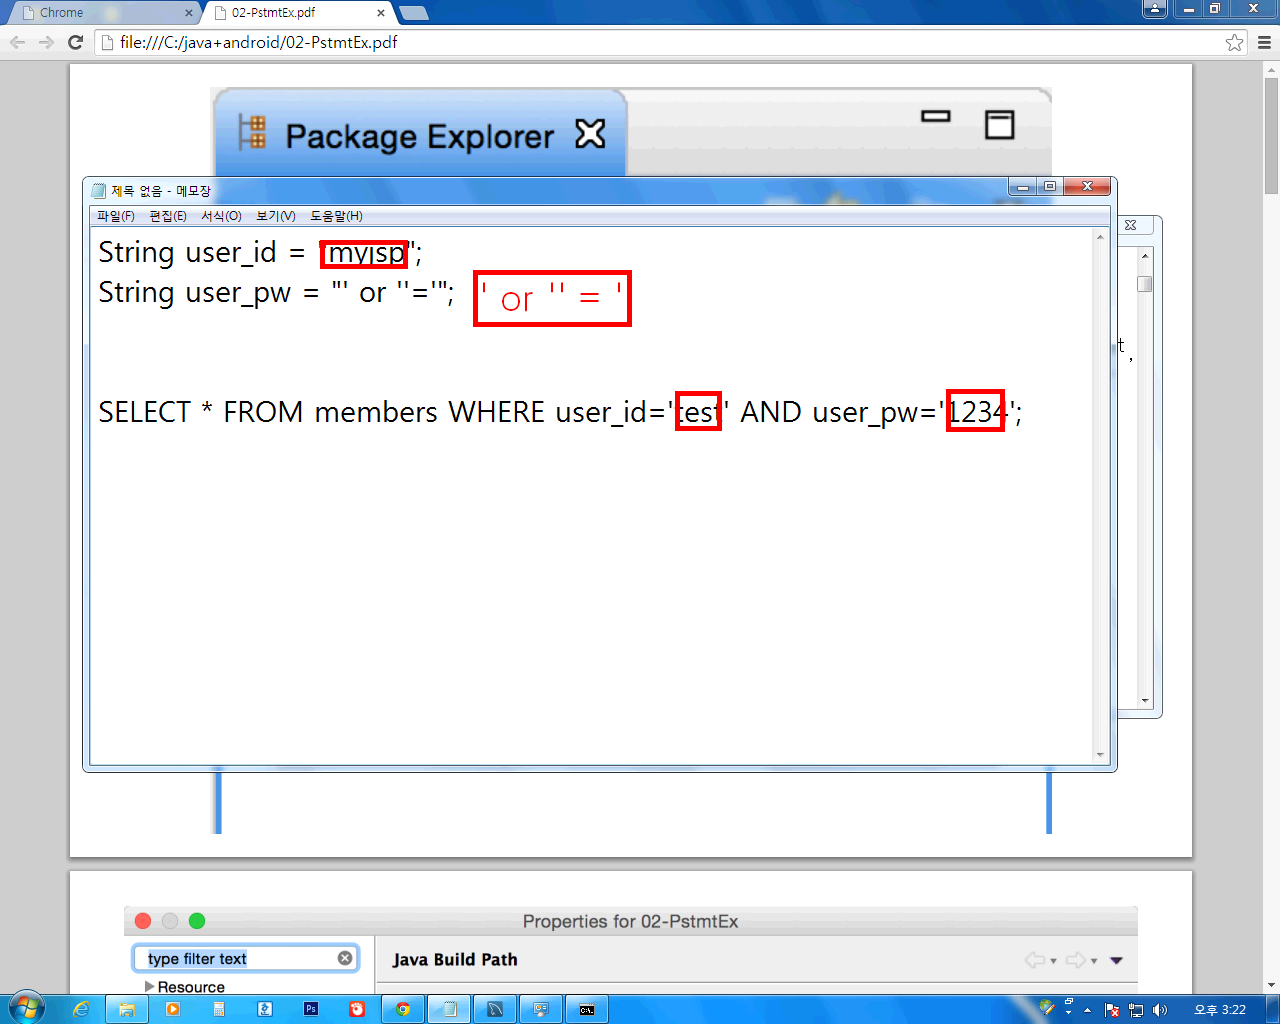 Chrome
02-PstmtEx.pdf
file:///C:/java+android/02-PstmtEx.pdf
Package Explorer
제목 없음 - 메모장
파일(F) 편집(E) 서식(O) 보기(V) 도움말(H)
String user_id = "myjsp";
String user_pw = "' or ''='"; ' or '' = '
t,
SELECT * FROM members WHERE user_id='test' AND user_pw='1234';
Properties for 02-PstmtEx
type filter text
Java Build Path
Resource
오후 3:22